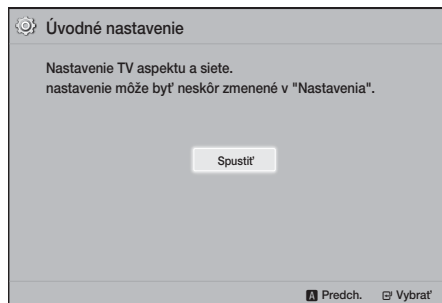 Úvodné nastavenie
Nastavenie TV aspektu a siete.
nastavenie môže byť neskôr zmenené v "Nastavenia".
Spustiť
A Predch. Vybrať